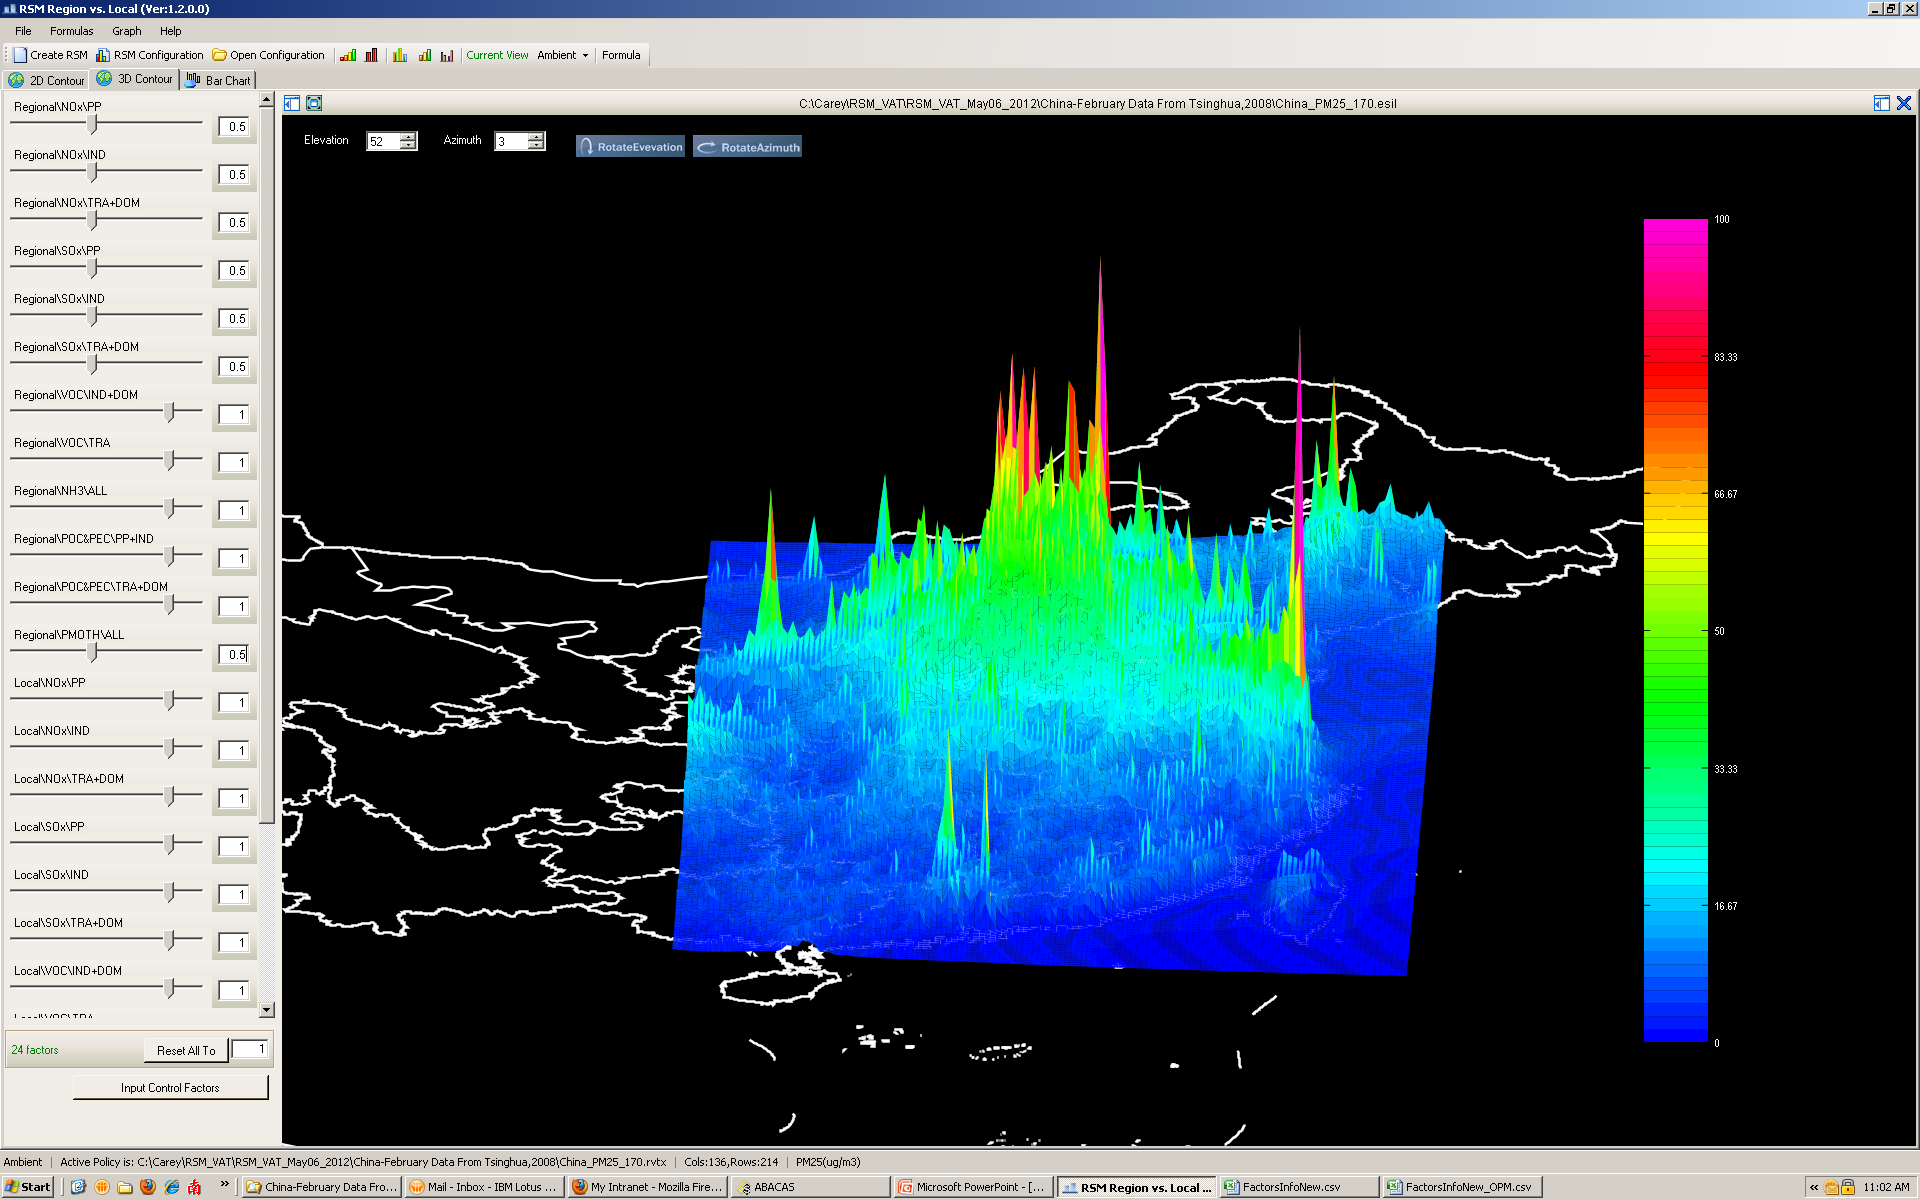 RSM Region vs. Local (Ver:1.2.0.0)
File Formulas Graph Help
Create RSM RSM Configuration Open Configuration Current View Ambient Formula
2D Contour 3D Contour Bar Chart
C:\Carey\RSM_VAT\RSM_VAT_May06_2012\China-February Data From Tsinghua,2008\China_PM25_170.esil
Elevation 52 Azimuth 3 RotateEvevation RotateAzimuth
Regional\NOx\PP
0.5
Regional\NOx\IND
0.5
Regional\NOx\TRA+DOM
0.5
Regional\SOx\PP
0.5
Regional\SOx\IND
0.5
Regional\SOx\TRA+DOM
0.5
Regional\VOC\IND+DOM
1
Regional\VOC\TRA
1
Regional\NH3\ALL
1
Regional\POC&PEC\PP+IND
1
Regional\POC&PEC\TRA+DOM
1
Regional\PMOTH\ALL
0.5
Local\NOx\PP
1
Local\NOx\IND
1
Local\NOx\TRA+DOM
1
Local\SOx\PP
1
Local\SOx\IND
1
Local\SOx\TRA+DOM
1
Local\VOC\IND+DOM
1
Local\VOC\TRA
24 factors Reset All To 1
Input Control Factors
100
83.33
66.67
50
33.33
16.67
0
Ambient Active Policy is: C:\Carey\RSM_VAT\RSM_VAT_May06_2012\China-February Data From Tsinghua,2008\China_PM25_170.rvtx Cols:136,Rows:214 PM25(ug/m3)
Start » China-February Data Fro... Mail - Inbox - IBM Lotus ... My Intranet - Mozilla Fire... ABACAS Microsoft PowerPoint - [... RSM Region vs. Local ... FactorsInfoNew.csv FactorsInfoNew_OPM.csv « 11:02 AM